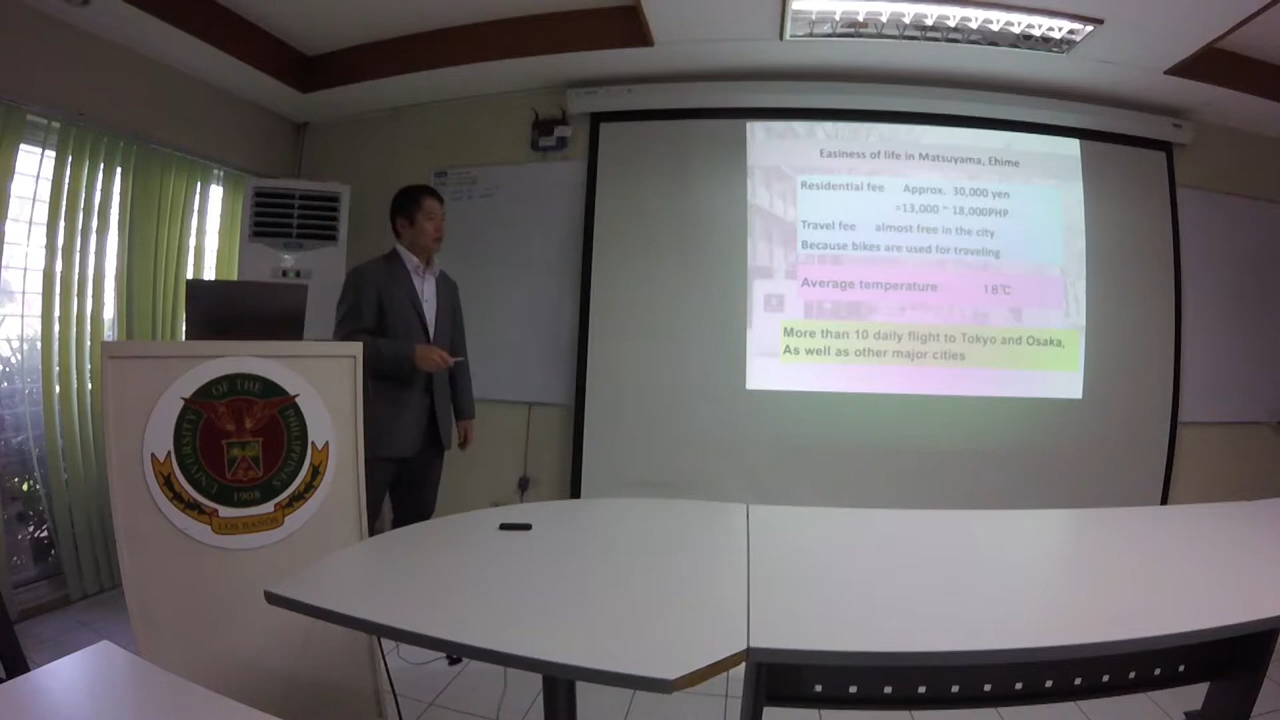 Easiness of life in Matsuyama, Ehime
Residential fee Approx. 30,000 yen
=13,000 ~ 18,000PHP
Travel fee almost free in the city
Because bikes are used for traveling
Average temperature 18℃
More than 10 daily flight to Tokyo and Osaka,
As well as other major cities
UNIVERSITY OF THE PHILIPPINES
1908
LOS BAÑOS